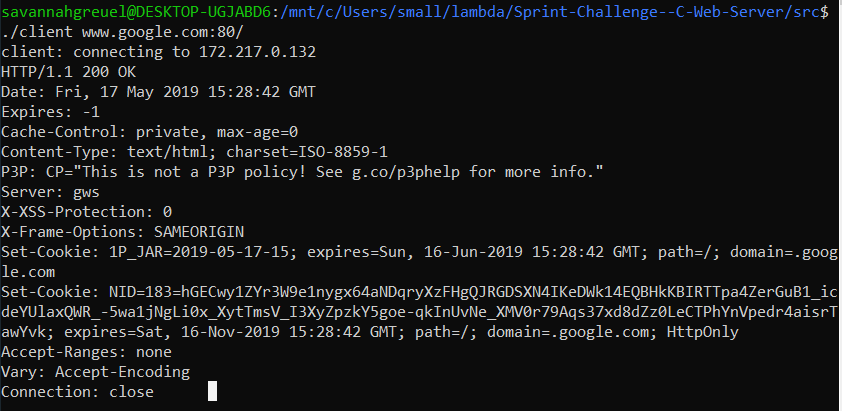 savannahgreuel@DESKTOP-UGJABD6:/mnt/c/Users/small/lambda/Sprint-Challenge--C-Web-Server/src$
./client www.google.com:80/
client: connecting to 172.217.0.132
HTTP/1.1 200 OK
Date: Fri, 17 May 2019 15:28:42 GMT
Expires: -1
Cache-Control: private, max-age=0
Content-Type: text/html; charset=ISO-8859-1
P3P: CP="This is not a P3P policy! See g.co/p3phelp for more info."
Server: gws
X-XSS-Protection: 0
X-Frame-Options: SAMEORIGIN
Set-Cookie: 1P_JAR=2019-05-17-15; expires=Sun, 16-Jun-2019 15:28:42 GMT; path=/; domain=.goog
le.com
Set-Cookie: NID=183=hGECwy1ZYr3W9e1nygx64aNDqryXzFHgQJRGDSXN4IKeDWk14EQBHkKBIRTTpa4ZerGuB1_ic
deYUlaxQWR_-5wa1jNgLi0x_XytTmsV_I3XyZpzkY5goe-qkInUvNe_XMV0r79Aqs37xd8dZz0LeCTPhYnVpedr4aisrT
awYvk; expires=Sat, 16-Nov-2019 15:28:42 GMT; path=/; domain=.google.com; HttpOnly
Accept-Ranges: none
Vary: Accept-Encoding
Connection: close